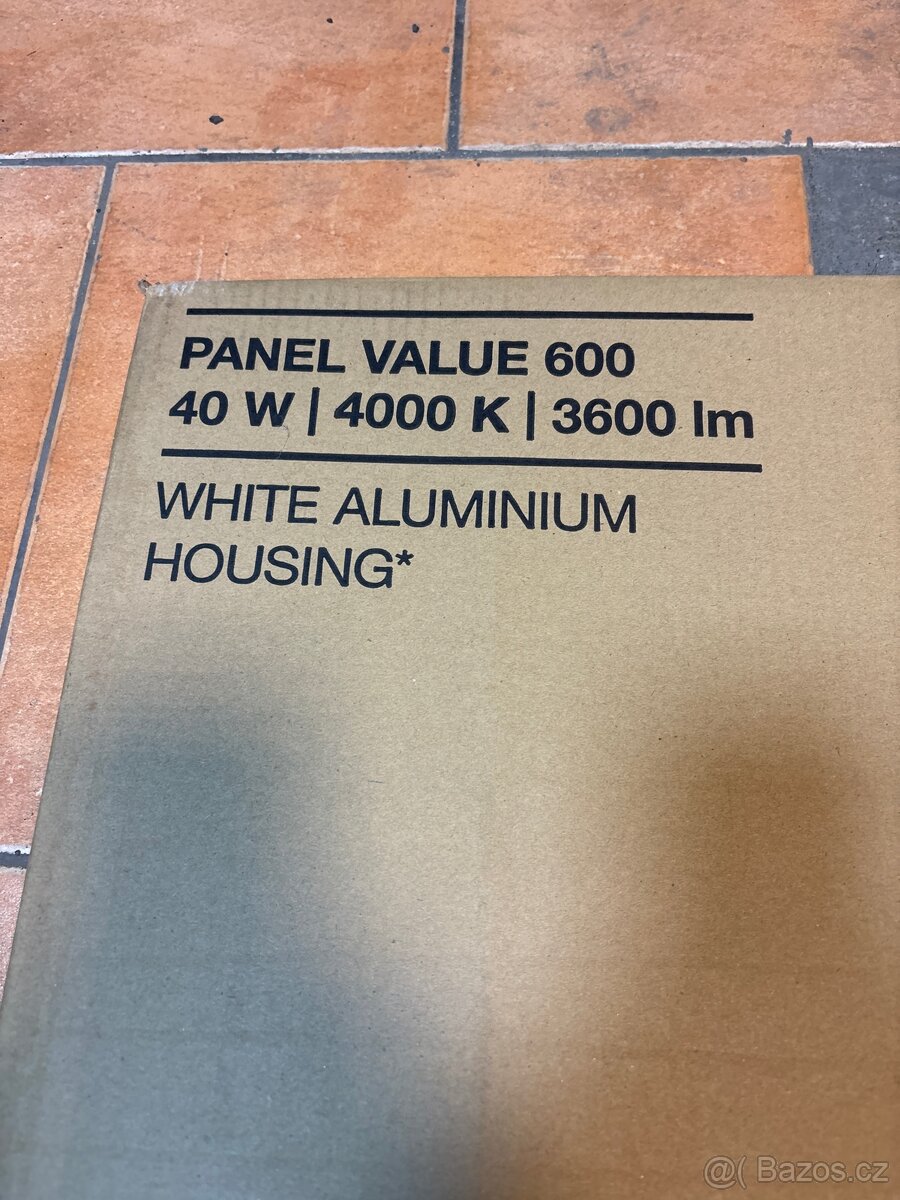 PANEL VALUE 600
40 W | 4000 K | 3600 lm
WHITE ALUMINIUM
HOUSING*
@( Bazos.cz